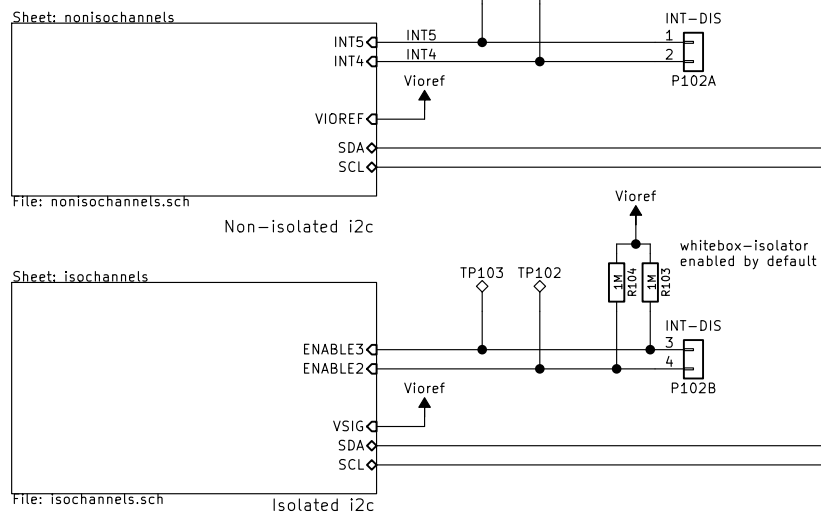 Sheet: nonisochannels
INT5 INT5
INT4 INT4
INT-DIS
1
2
P102A
Vioref
VIOREF
SDA
SCL
File: nonisochannels.sch
Non-isolated i2c
Vioref
whitebox-isolator
enabled by default
Sheet: isochannels
TP103 TP102
1M R104 1M R103
INT-DIS
ENABLE3 3
ENABLE2 4
P102B
Vioref
VSIG
SDA
SCL
File: isochannels.sch
Isolated i2c